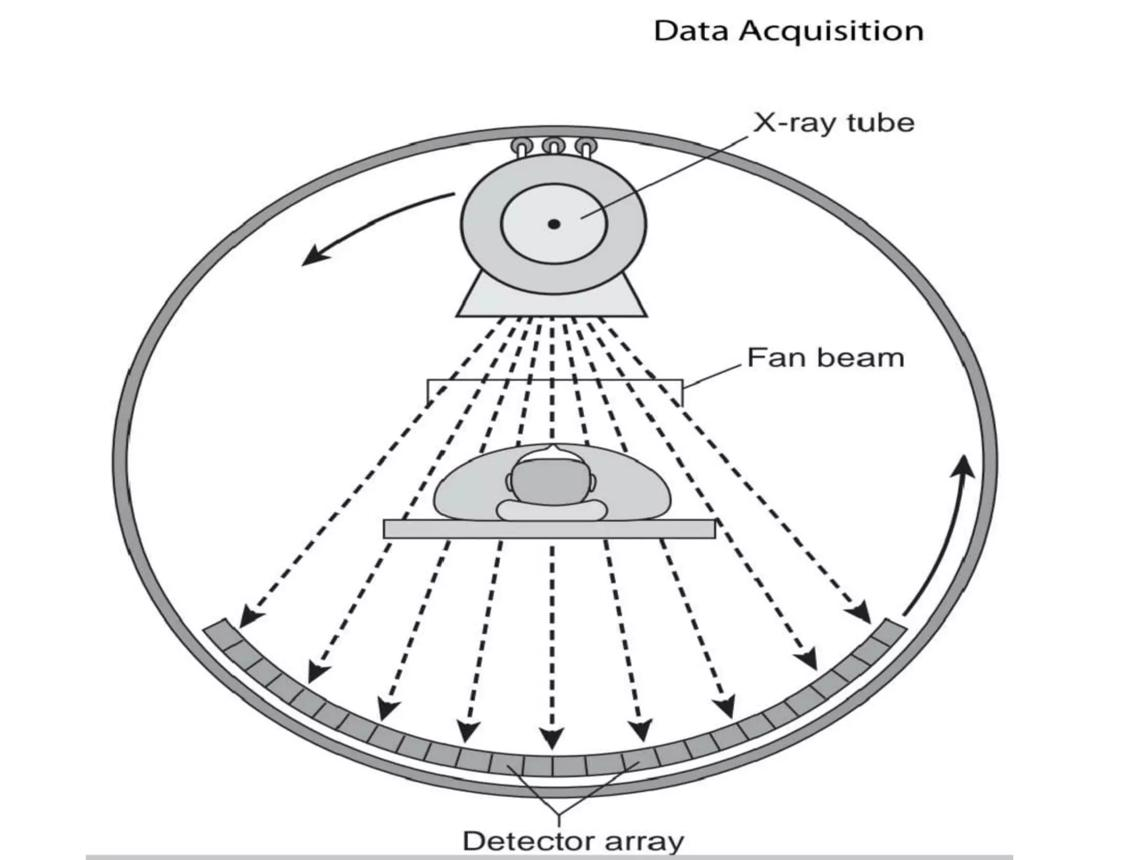 Data Acquisition
X-ray tube
Fan beam
Detector array